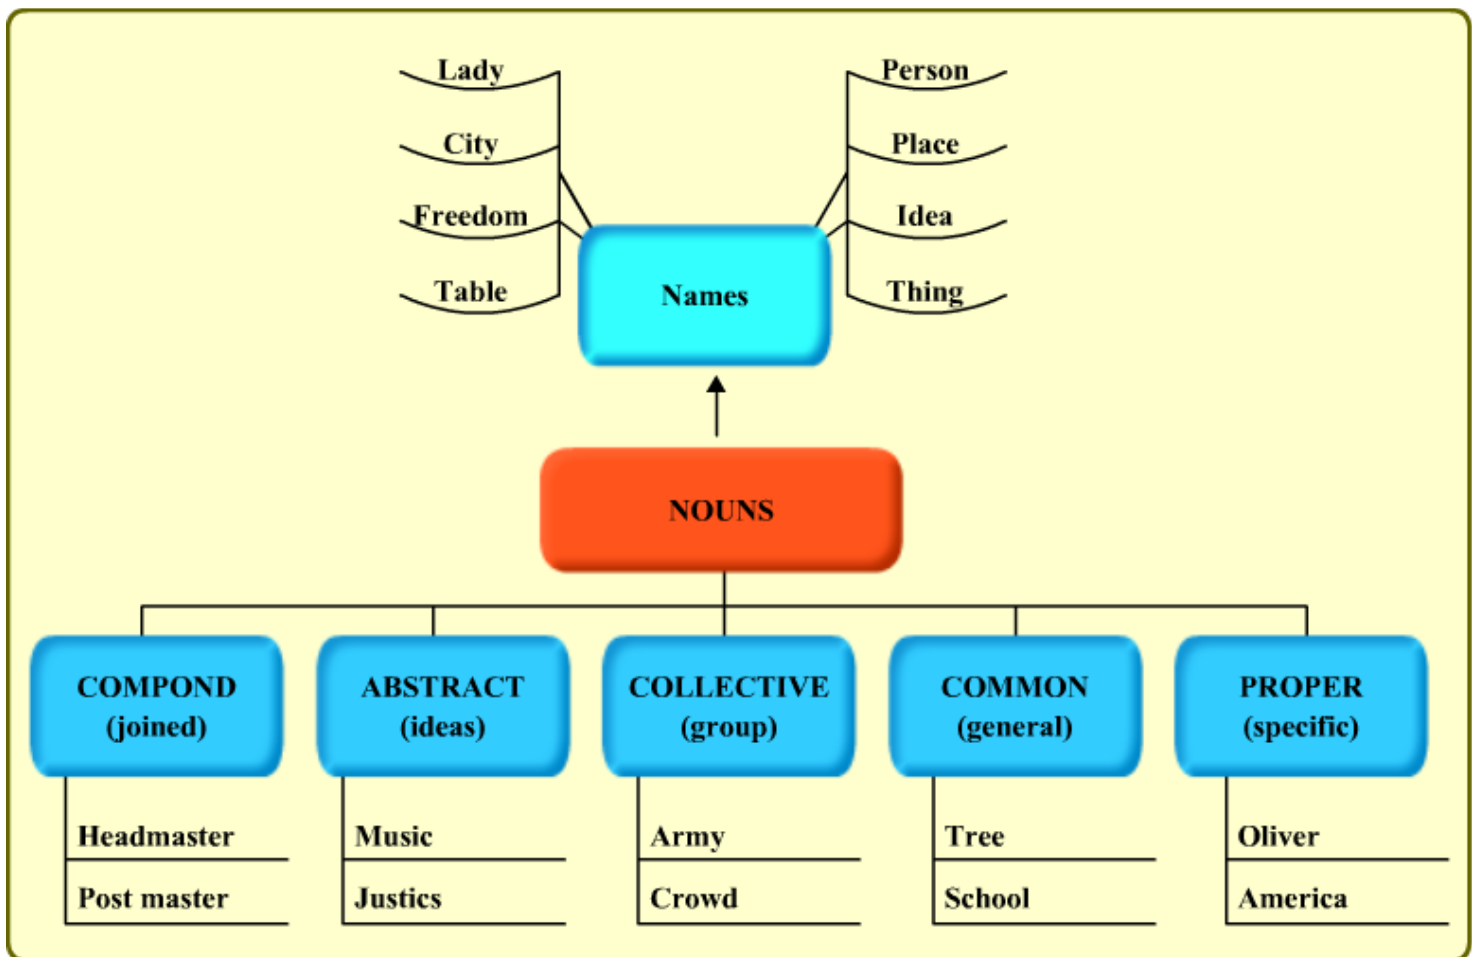 Lady
City
Freedom
Table
Person
Place
Idea
Thing
Names
NOUNS
COMPOND
(joined)
Headmaster
Post master
ABSTRACT
(ideas)
Music
Justics
COLLECTIVE
(group)
Army
Crowd
COMMON
(general)
Tree
School
PROPER
(specific)
Oliver
America